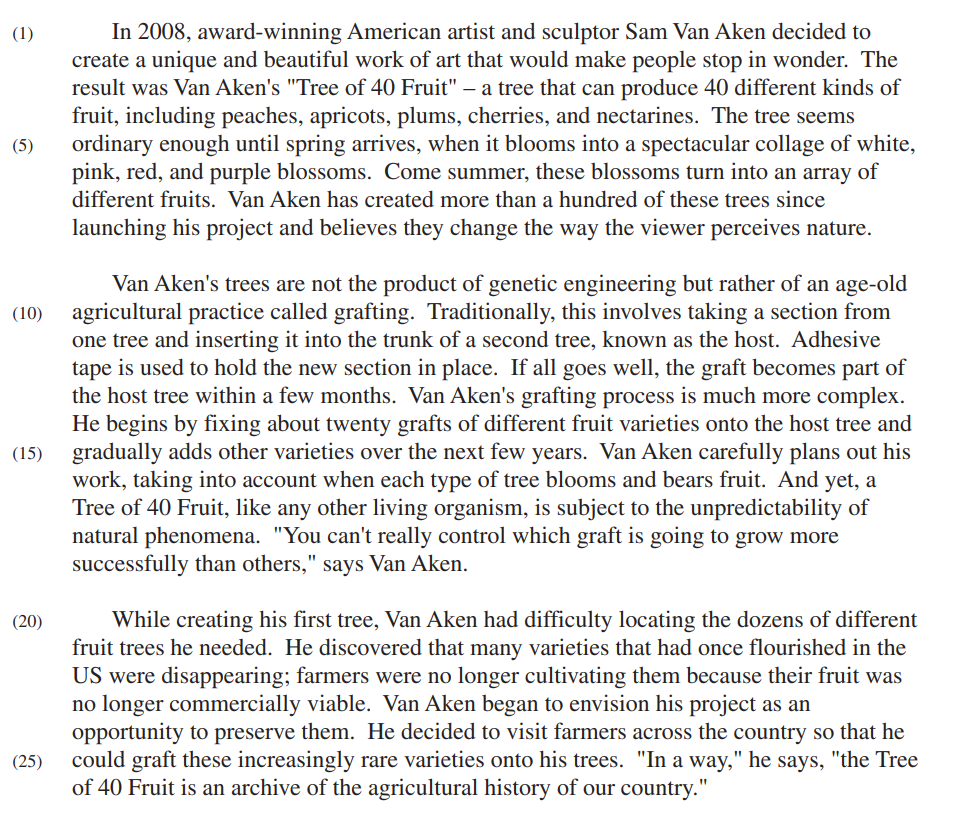 (1) In 2008, award-winning American artist and sculptor Sam Van Aken decided to
create a unique and beautiful work of art that would make people stop in wonder. The
result was Van Aken's "Tree of 40 Fruit" – a tree that can produce 40 different kinds of
fruit, including peaches, apricots, plums, cherries, and nectarines. The tree seems
(5) ordinary enough until spring arrives, when it blooms into a spectacular collage of white,
pink, red, and purple blossoms. Come summer, these blossoms turn into an array of
different fruits. Van Aken has created more than a hundred of these trees since
launching his project and believes they change the way the viewer perceives nature.
Van Aken's trees are not the product of genetic engineering but rather of an age-old
(10) agricultural practice called grafting. Traditionally, this involves taking a section from
one tree and inserting it into the trunk of a second tree, known as the host. Adhesive
tape is used to hold the new section in place. If all goes well, the graft becomes part of
the host tree within a few months. Van Aken's grafting process is much more complex.
He begins by fixing about twenty grafts of different fruit varieties onto the host tree and
(15) gradually adds other varieties over the next few years. Van Aken carefully plans out his
work, taking into account when each type of tree blooms and bears fruit. And yet, a
Tree of 40 Fruit, like any other living organism, is subject to the unpredictability of
natural phenomena. "You can't really control which graft is going to grow more
successfully than others," says Van Aken.
(20) While creating his first tree, Van Aken had difficulty locating the dozens of different
fruit trees he needed. He discovered that many varieties that had once flourished in the
US were disappearing; farmers were no longer cultivating them because their fruit was
no longer commercially viable. Van Aken began to envision his project as an
opportunity to preserve them. He decided to visit farmers across the country so that he
(25) could graft these increasingly rare varieties onto his trees. "In a way," he says, "the Tree
of 40 Fruit is an archive of the agricultural history of our country."